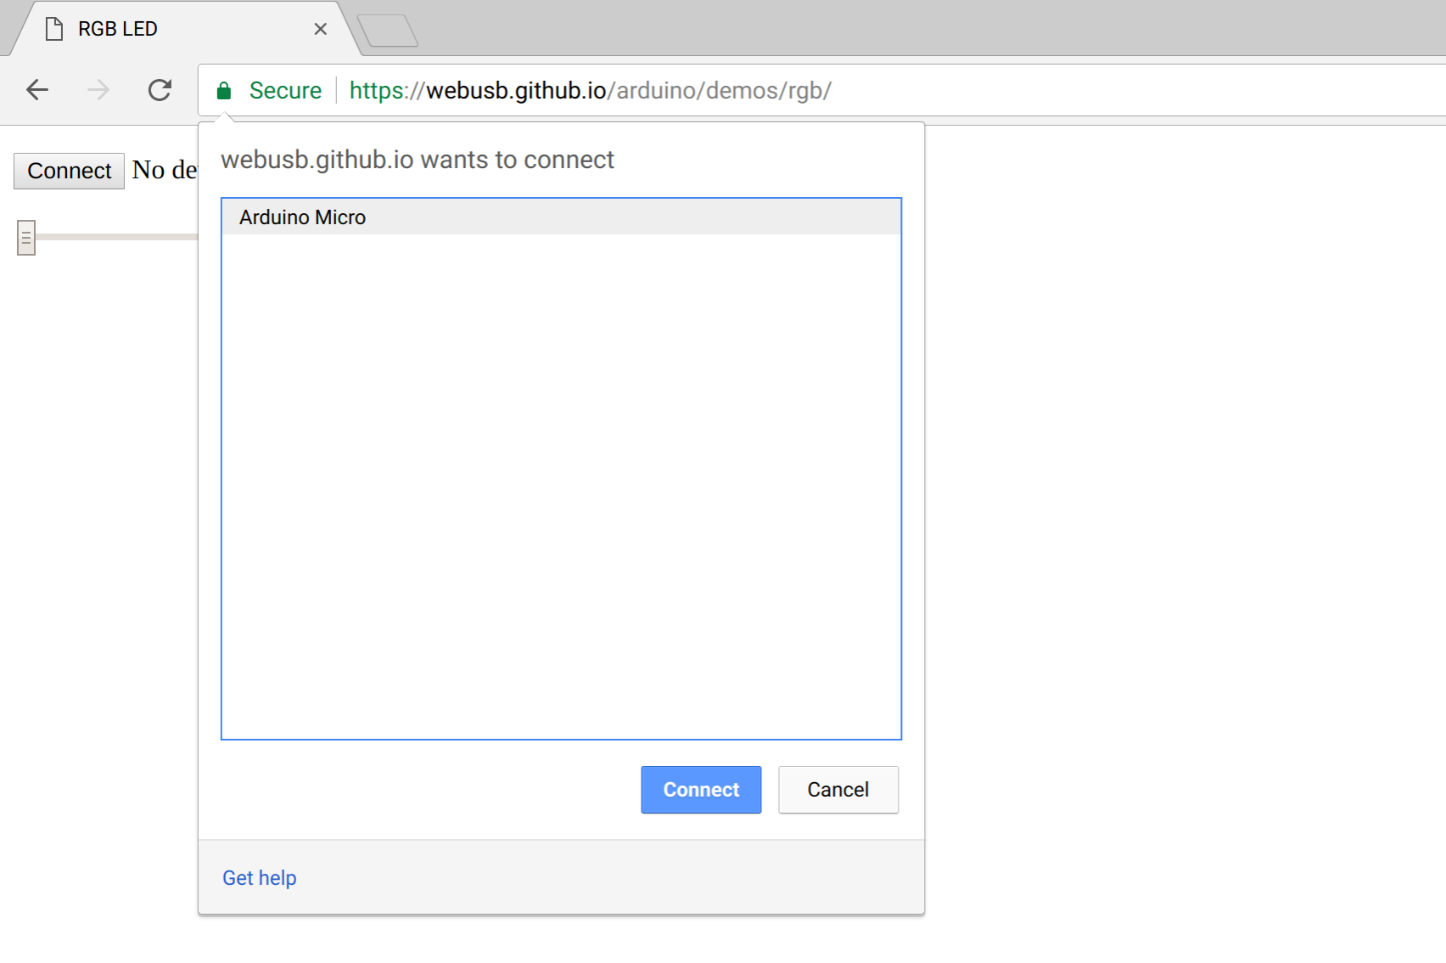 RGB LED
Secure https://webusb.github.io/arduino/demos/rgb/
Connect No
webusb.github.io wants to connect
Arduino Micro
Connect Cancel
Get help